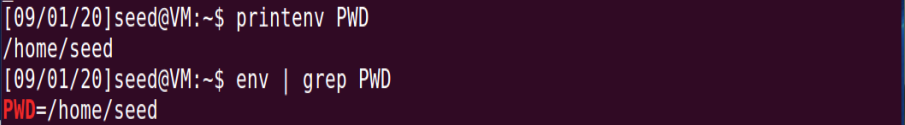 [09/01/20]seed@VM:~$ printenv PWD
/home/seed
[09/01/20]seed@VM:~$ env | grep PWD
PWD=/home/seed